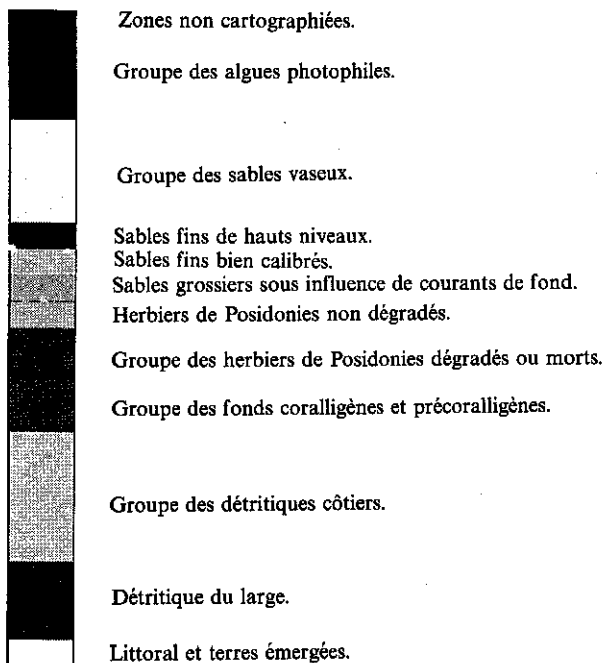 Zones non cartographiées.
Groupe des algues photophiles.
Groupe des sables vaseux.
Sables fins de hauts niveaux.
Sables fins bien calibrés.
Sables grossiers sous influence de courants de fond.
Herbiers de Posidonies non dégradés.
Groupe des herbiers de Posidonies dégradés ou morts.
Groupe des fonds coralligènes et précoralligènes.
Groupe des détritiques côtiers.
Détritique du large.
Littoral et terres émergées.